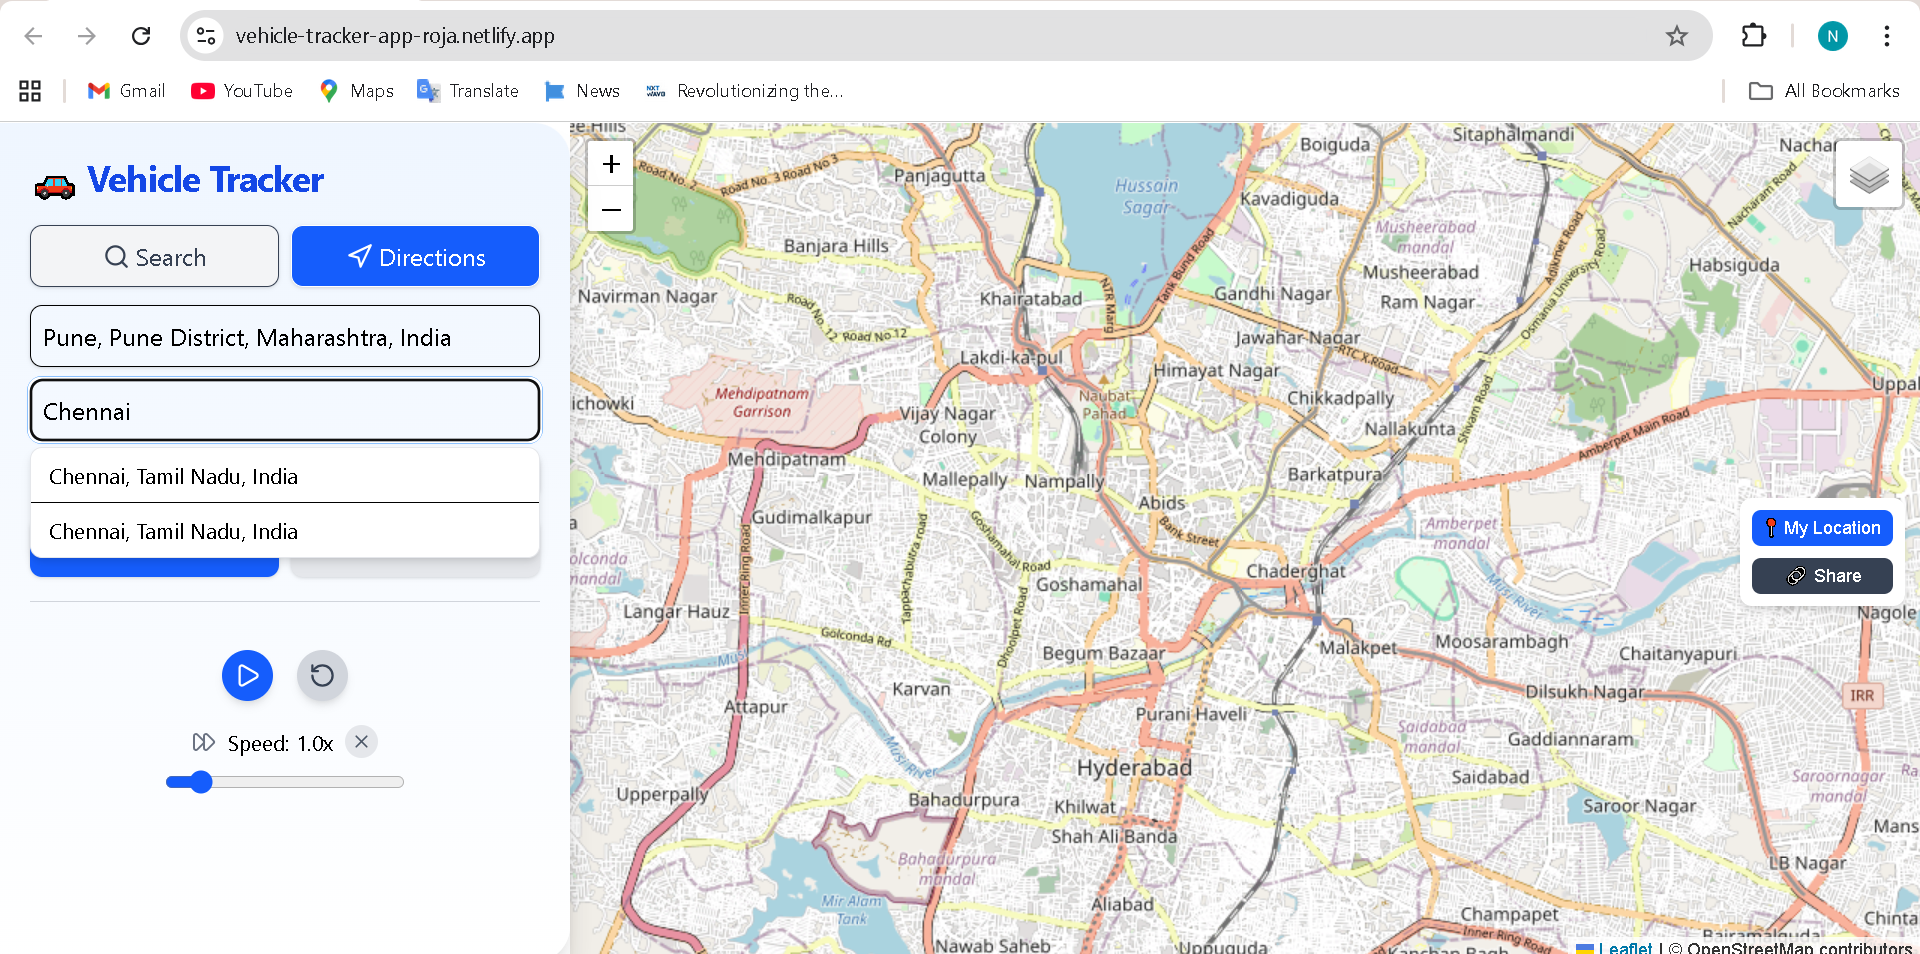 vehicle-tracker-app-roja.netlify.app
N
Gmail
YouTube
Maps
Translate
News
Revolutionizing the...
All Bookmarks
Vehicle Tracker
Search
Directions
Pune, Pune District, Maharashtra, India
Chennai
Chennai, Tamil Nadu, India
Chennai, Tamil Nadu, India
Speed: 1.0x
+
−
ee Hills
Road No. 2
Road No. 3 Road No 3
Panjagutta
Hussain
Sagar
Boiguda
Sitaphalmandi
Kavadiguda
Nacharam Road
Banjara Hills
Musheerabad
mandal
Musheerabad
Adikmet Road
Osmania University Road
Habsiguda
Navirman Nagar
Road No.12
Road No.12
Khairatabad
NTR Marg
Tank Bund Road
Gandhi Nagar
Ram Nagar
Jawahar Nagar
RTC X Road
Lakdi-ka-pul
Himayat Nagar
Mehdipatnam
Garrison
Naubat
Pahad
Chikkadpally
Shivam Road
Uppal
ichowki
Vijay Nagar
Colony
Nallakunta
Amberpet Main Road
Mehdipatnam
Mallepally
Nampally
Barkatpura
Abids
Gudimalkapur
Bank Street
Amberpet
mandal
My Location
Share
olconda
mandal
Inner Ring Road
Tappachabutra road
Goshamahal Road
Goshamahal
Chaderghat
Musi River
Langar Hauz
Golconda Rd
Dhoolpet Road
Nagole
Begum Bazaar
Malakpet
Moosarambagh
Chaitanyapuri
Musi
Karvan
Dilsukh Nagar
IRR
Attapur
Purani Haveli
Musi River
Saidabad
mandal
Gaddiannaram
Hyderabad
Saidabad
Saroornagar
mandal
Upperpally
Bahadurpura
Khilwat
Saroor Nagar
Shah Ali Banda
Mans
Bahadurpura
mandal
LB Nagar
Mir Alam
Tank
Aliabad
Champapet
Chinta
Nawab Saheb
Uppuguda
Inner Ring Road
Bairamalguda
Leaflet | © OpenStreetMap contributors